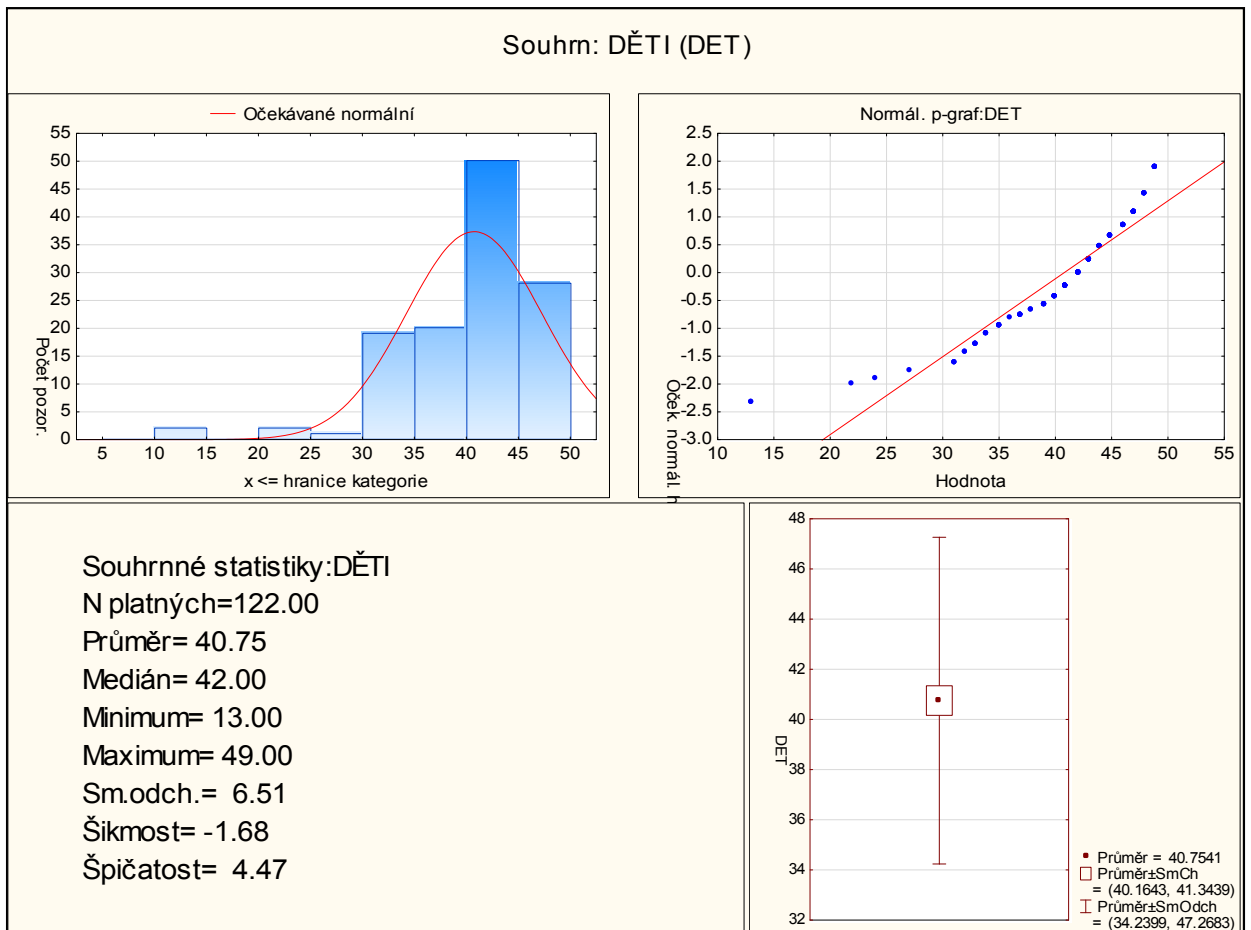 Souhrn: DĚTI (DET)
Očekávané normální
55
50
45
40
35
30
25
20
15
10
5
0
Počet pozor.
5 10 15 20 25 30 35 40 45 50
x <= hranice kategorie
Normál. p-graf:DET
2.5
2.0
1.5
1.0
0.5
0.0
-0.5
-1.0
-1.5
-2.0
-2.5
-3.0
Oček. normál. h
10 15 20 25 30 35 40 45 50 55
Hodnota
Souhrnné statistiky:DĚTI
N platných=122.00
Průměr= 40.75
Medián= 42.00
Minimum= 13.00
Maximum= 49.00
Sm.odch.= 6.51
Šikmost= -1.68
Špičatost= 4.47
48
46
44
42
40
38
36
34
32
DET
Průměr = 40.7541
Průměr±SmCh
= (40.1643, 41.3439)
Průměr±SmOdch
= (34.2399, 47.2683)